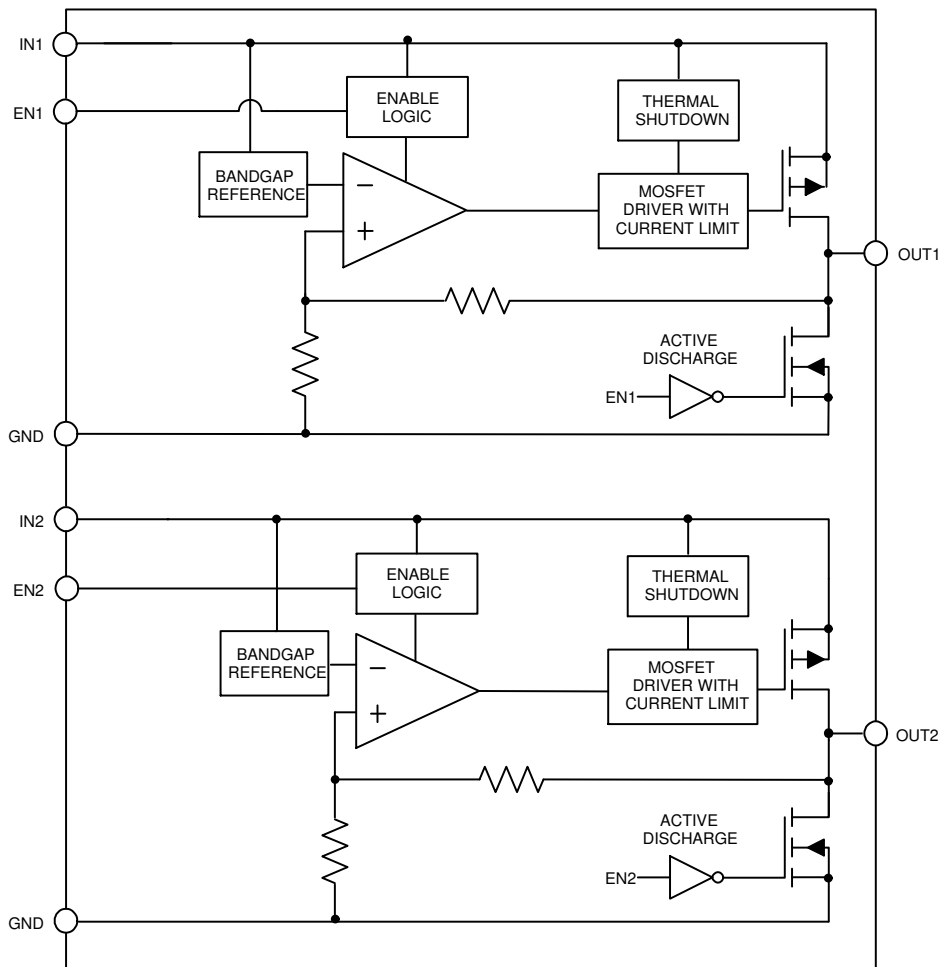 IN1
EN1
ENABLE
LOGIC
THERMAL
SHUTDOWN
BANDGAP
REFERENCE
−
+
MOSFET
DRIVER WITH
CURRENT LIMIT
OUT1
ACTIVE
DISCHARGE
EN1
GND
IN2
EN2
ENABLE
LOGIC
THERMAL
SHUTDOWN
BANDGAP
REFERENCE
−
+
MOSFET
DRIVER WITH
CURRENT LIMIT
OUT2
ACTIVE
DISCHARGE
EN2
GND